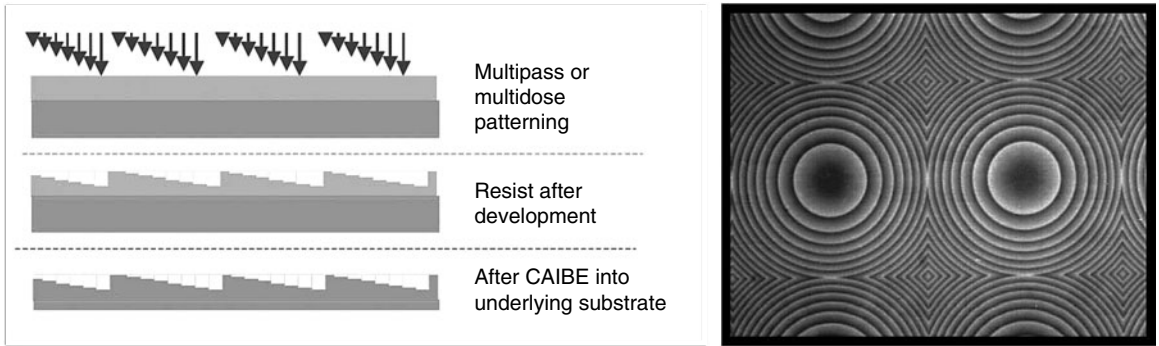 Multipass or
multidose
patterning
Resist after
development
After CAIBE into
underlying substrate